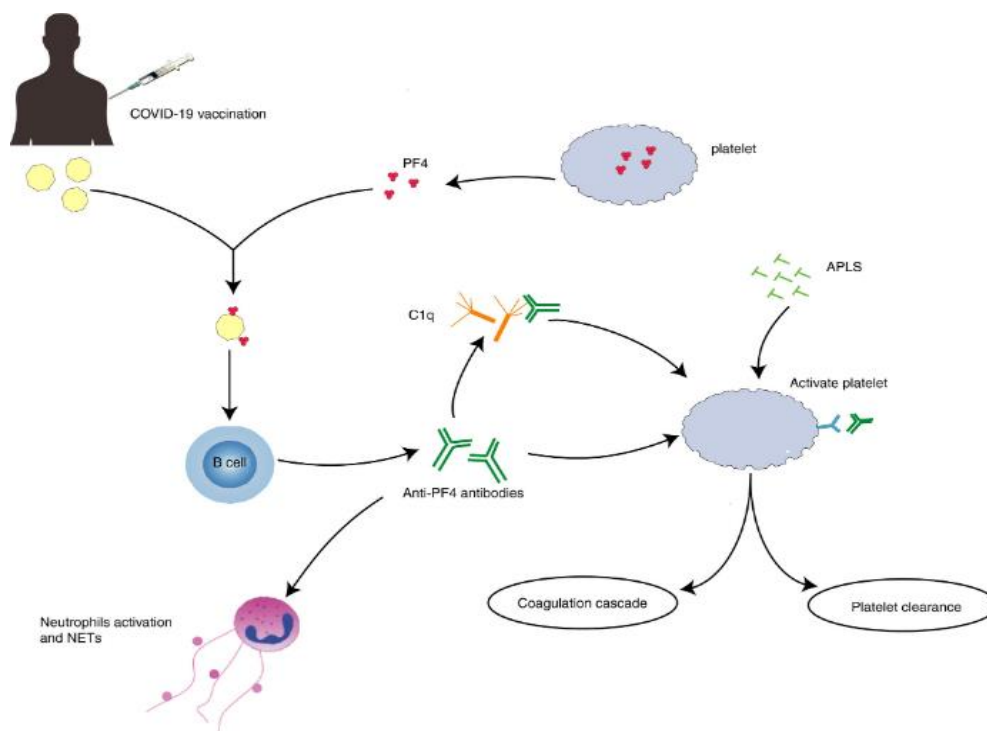 COVID-19 vaccination
PF4
platelet
C1q
APLS
Activate platelet
B cell
Anti-PF4 antibodies
Coagulation cascade
Platelet clearance
Neutrophils activation
and NETs